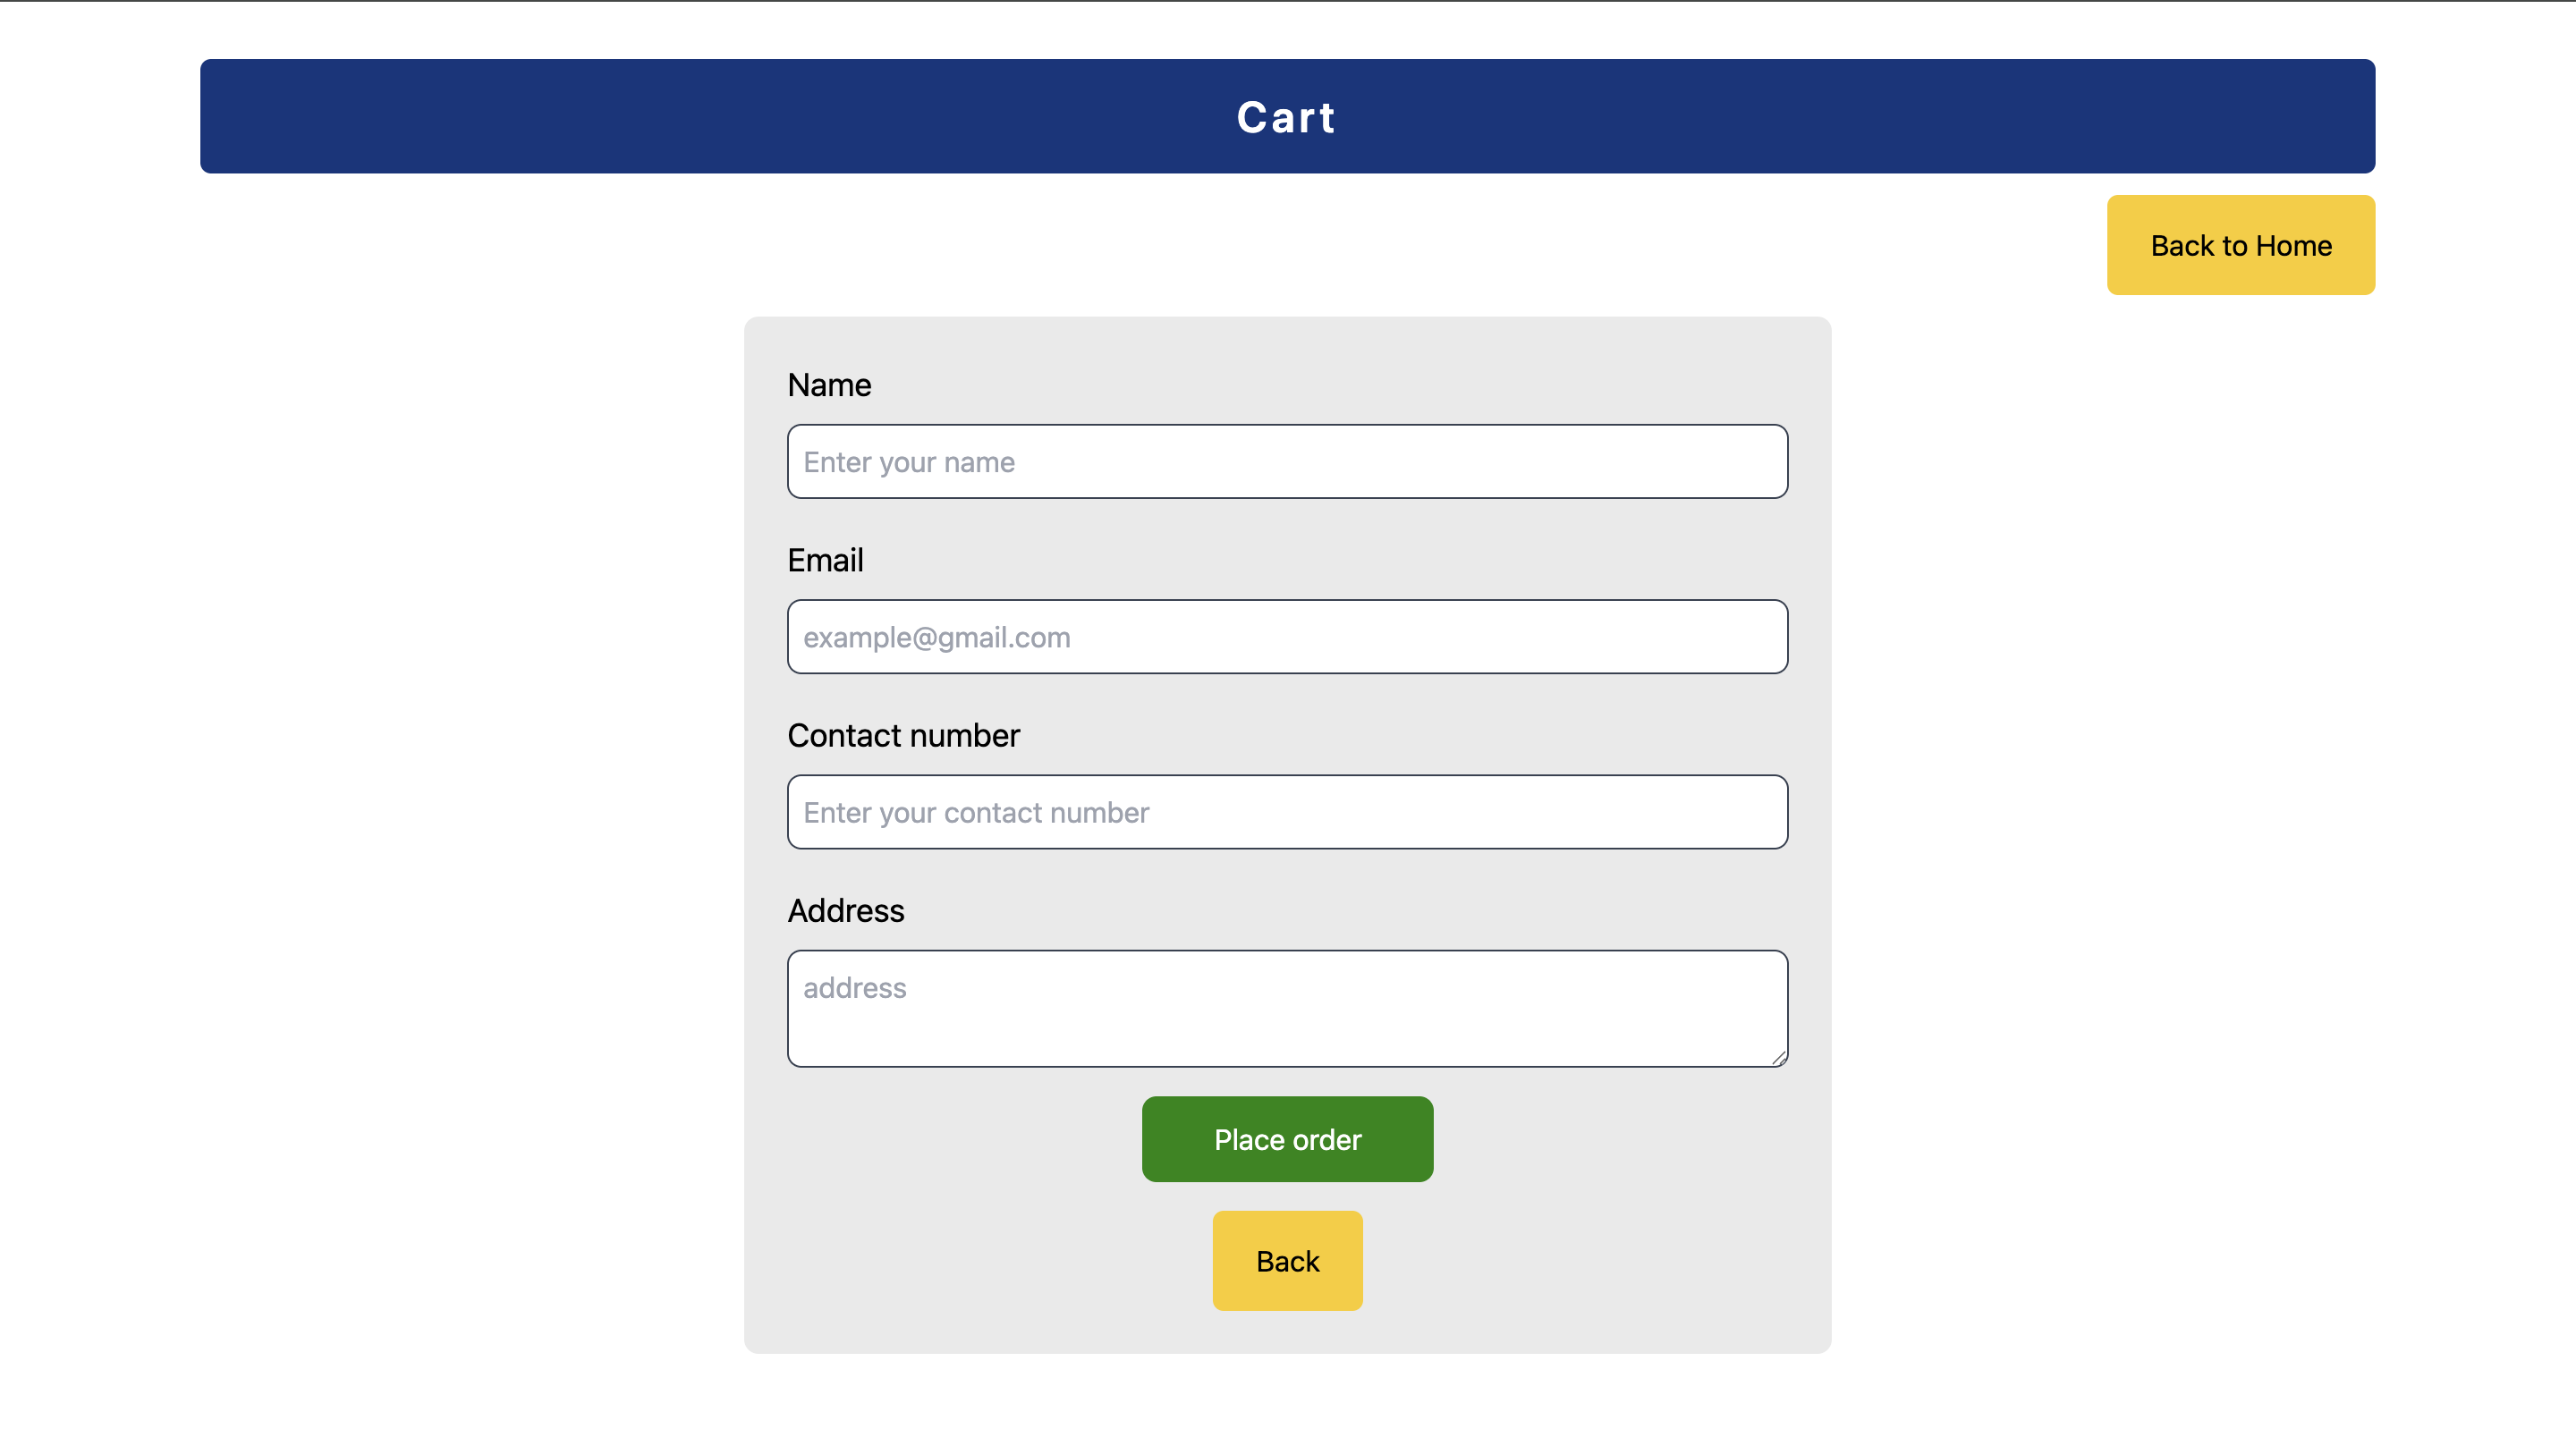 Cart
Back to Home
Name
Enter your name
Email
example@gmail.com
Contact number
Enter your contact number
Address
address
Place order
Back